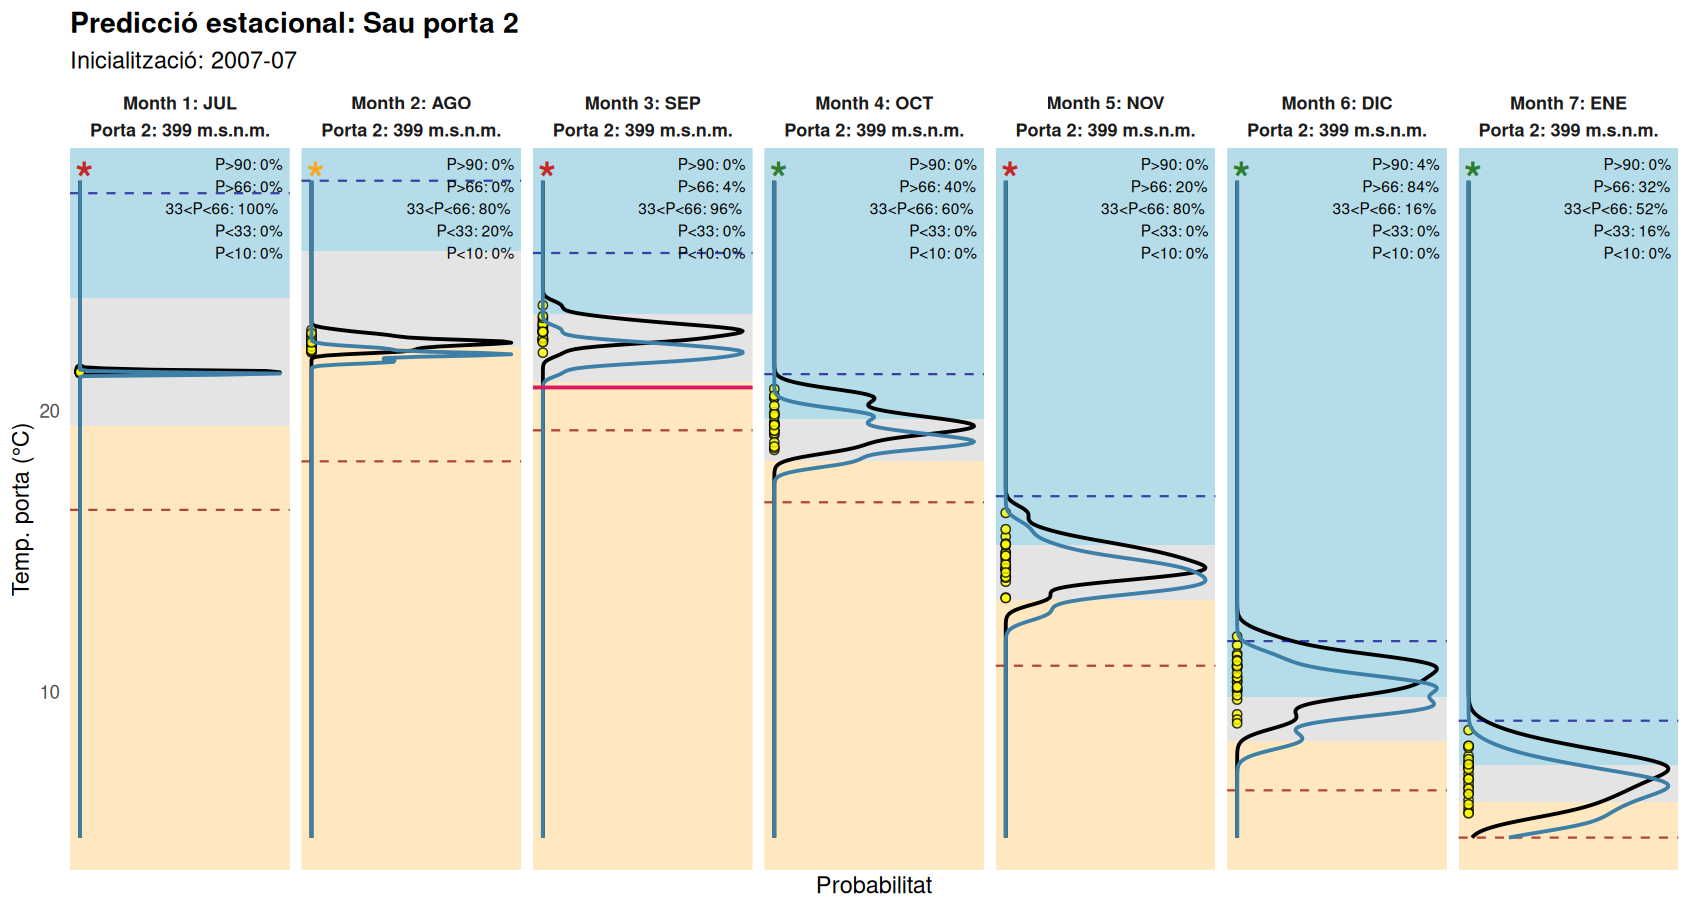 Predicció estacional: Sau porta 2
Inicialització: 2007-07
Month 1: JUL
Porta 2: 399 m.s.n.m.
Month 2: AGO
Porta 2: 399 m.s.n.m.
Month 3: SEP
Porta 2: 399 m.s.n.m.
Month 4: OCT
Porta 2: 399 m.s.n.m.
Month 5: NOV
Porta 2: 399 m.s.n.m.
Month 6: DIC
Porta 2: 399 m.s.n.m.
Month 7: ENE
Porta 2: 399 m.s.n.m.
*
P>90: 0%
P>66: 0%
33<P<66: 100%
P<33: 0%
P<10: 0%
*
P>90: 0%
P>66: 0%
33<P<66: 80%
P<33: 20%
P<10: 0%
*
P>90: 0%
P>66: 4%
33<P<66: 96%
P<33: 0%
P<10: 0%
*
P>90: 0%
P>66: 40%
33<P<66: 60%
P<33: 0%
P<10: 0%
*
P>90: 0%
P>66: 20%
33<P<66: 80%
P<33: 0%
P<10: 0%
*
P>90: 4%
P>66: 84%
33<P<66: 16%
P<33: 0%
P<10: 0%
*
P>90: 0%
P>66: 32%
33<P<66: 52%
P<33: 16%
P<10: 0%
20
10
Temp. porta (°C)
Probabilitat